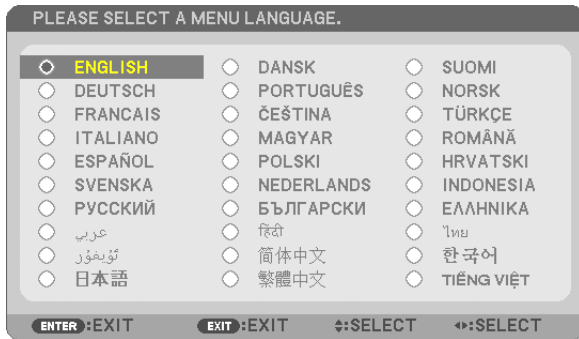 PLEASE SELECT A MENU LANGUAGE.
ENGLISH DANSK SUOMI
DEUTSCH PORTUGUÊS NORSK
FRANCAIS ČEŠTINA TÜRKÇE
ITALIANO MAGYAR ROMÂNĂ
ESPAÑOL POLSKI HRVATSKI
SVENSKA NEDERLANDS INDONESIA
РУССКИЙ БЪЛГАРСКИ ΕΛΛΗΝΙΚΑ
عربي हिंदी ไทย
ئۇيغۇر 简体中文 한국어
日本語 繁體中文 TIẾNG VIỆT
ENTER:EXIT EXIT:EXIT :SELECT :SELECT